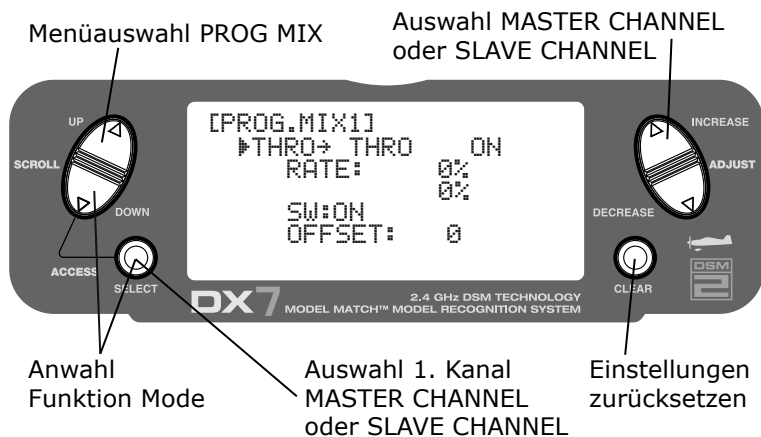 Menüauswahl PROG MIX
Auswahl MASTER CHANNEL
oder SLAVE CHANNEL
UP
SCROLL
DOWN
ACCESS
SELECT
[PROG.MIX1]
THRO→ THRO ON
RATE: 0%
0%
SW:ON
OFFSET: 0
INCREASE
ADJUST
DECREASE
CLEAR
DSM
2
DX7
2.4 GHz DSM TECHNOLOGY
MODEL MATCH™ MODEL RECOGNITION SYSTEM
Anwahl
Funktion Mode
Auswahl 1. Kanal
MASTER CHANNEL
oder SLAVE CHANNEL
Einstellungen
zurücksetzen